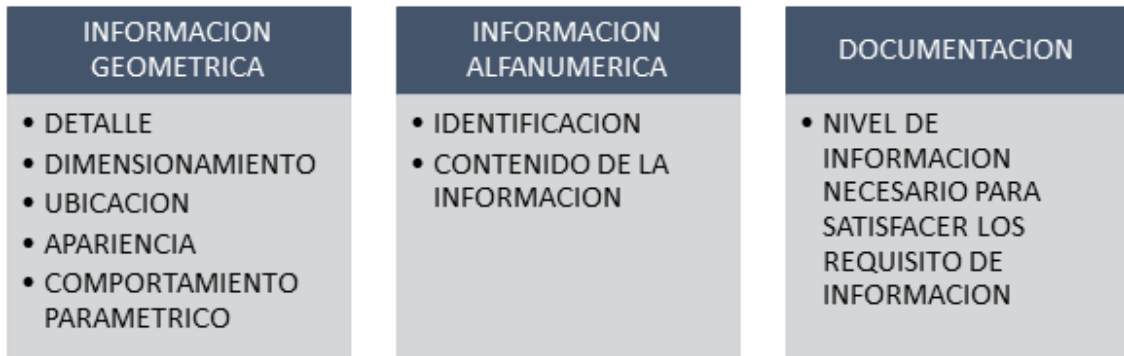 INFORMACION
GEOMETRICA
• DETALLE
• DIMENSIONAMIENTO
• UBICACION
• APARIENCIA
• COMPORTAMIENTO
PARAMETRICO
INFORMACION
ALFANUMERICA
• IDENTIFICACION
• CONTENIDO DE LA
INFORMACION
DOCUMENTACION
• NIVEL DE
INFORMACION
NECESARIO PARA
SATISFACER LOS
REQUISITO DE
INFORMACION